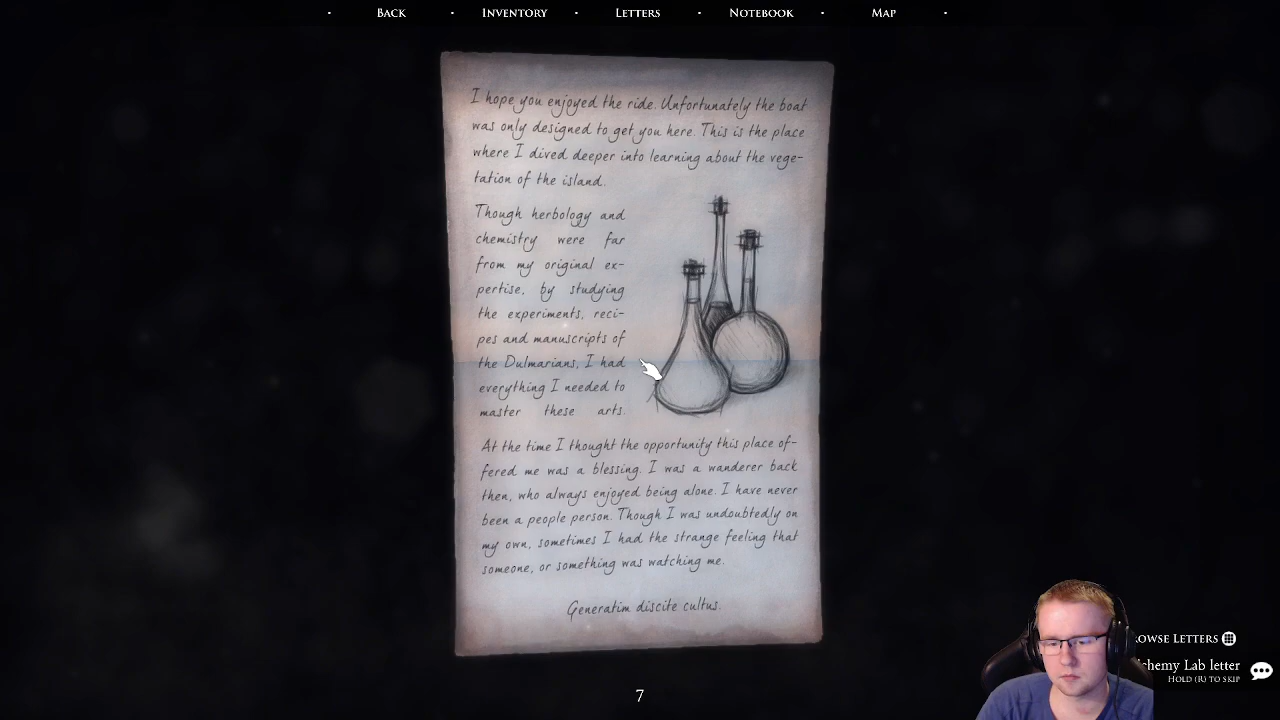 BACK
INVENTORY
LETTERS
NOTEBOOK
MAP
I hope you enjoyed the ride. Unfortunately the boat
was only designed to get you here. This is the place
where I dived deeper into learning about the vege-
tation of the island.
Though herbology and
chemistry were far
from my original ex-
pertise, by studying
the experiments, reci-
pes and manuscripts of
the Dulmarians, I had
everything I needed to
master these arts.
At the time I thought the opportunity this place of-
fered me was a blessing. I was a wanderer back
then, who always enjoyed being alone. I have never
been a people person. Though I was undoubtedly on
my own, sometimes I had the strange feeling that
someone, or something was watching me.
Generatim discite cultus.
LETTERS
Lab letter
HOLD (R) TO SKIP
7